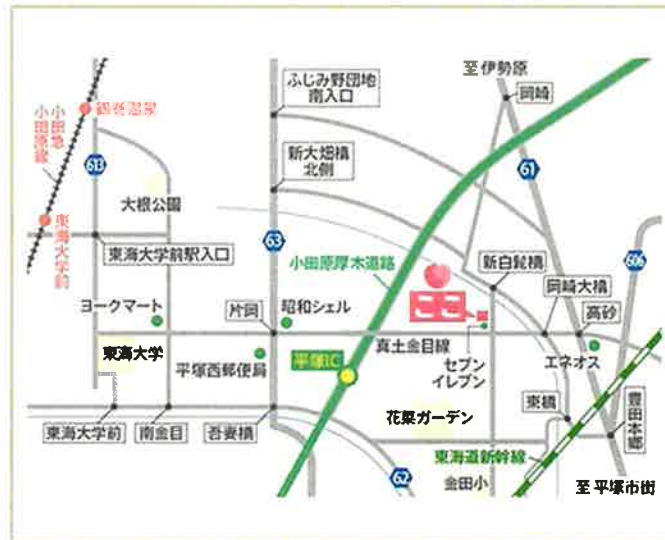 至伊勢原
ふじみ野団地
南入口
岡崎
鶴巻温泉
小田急
小田原線
新大畑橋
北側
613
61
大根公園
東海大学前
63
606
東海大学前駅入口
小田原厚木道路
新白髭橋
岡崎大橋
ヨークマート
片岡
昭和シェル
高砂
東海大学
平塚西郵便局
平塚IC
真土金目線
セブン
イレブン
エネオス
花菜ガーデン
東橋
豊田本郷
東海大学前
南金目
吾妻橋
東海道新幹線
62
金田小
至平塚市街